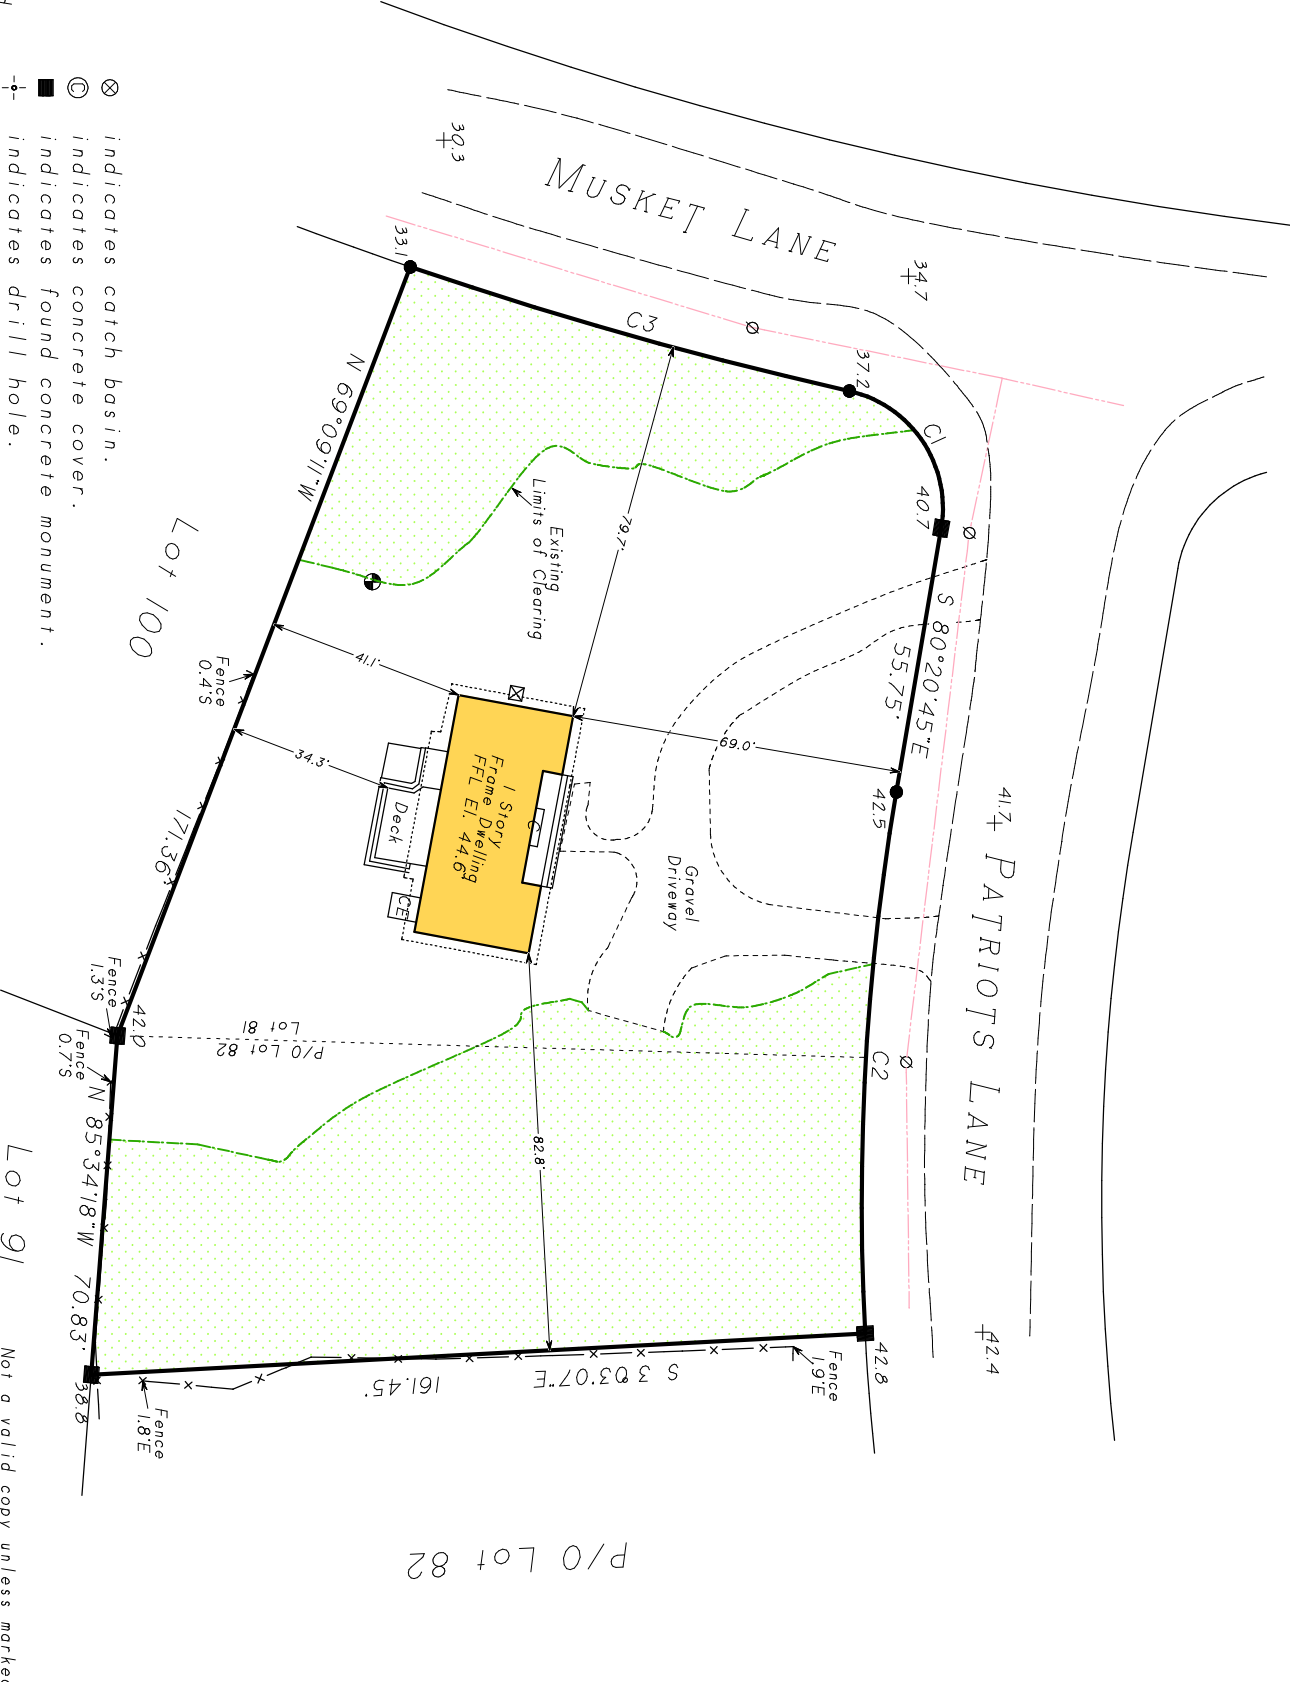 indicates catch basin.
© indicates concrete cover.
indicates found concrete monument.
indicates drill hole.
MUSKET LANE
30.3
34.7
33.1
C3
37.2
C1
40.7
N 69°09'11"W
171.36'
Existing
Limits of Clearing
79.7'
S 80°20'45"E
55.75'
42.5
41.7
PATRIOTS LANE
41.1'
69.0'
34.3'
1 Story
Frame Dwelling
FFL El. 44.6'
C
Deck
CE
Gravel
Driveway
Lot 100
Fence
0.4'S
Fence
1.3'S
42.0
Fence
0.7'S
Lot 81
P/O Lot 82
C2
82.8'
N 85°34'18"W 70.83'
Lot 91
S 3°03'07"E
161.45'
42.8
42.4
Fence
1.9'E
Fence
1.8'E
38.8
P/O Lot 82
Not a valid copy unless marked